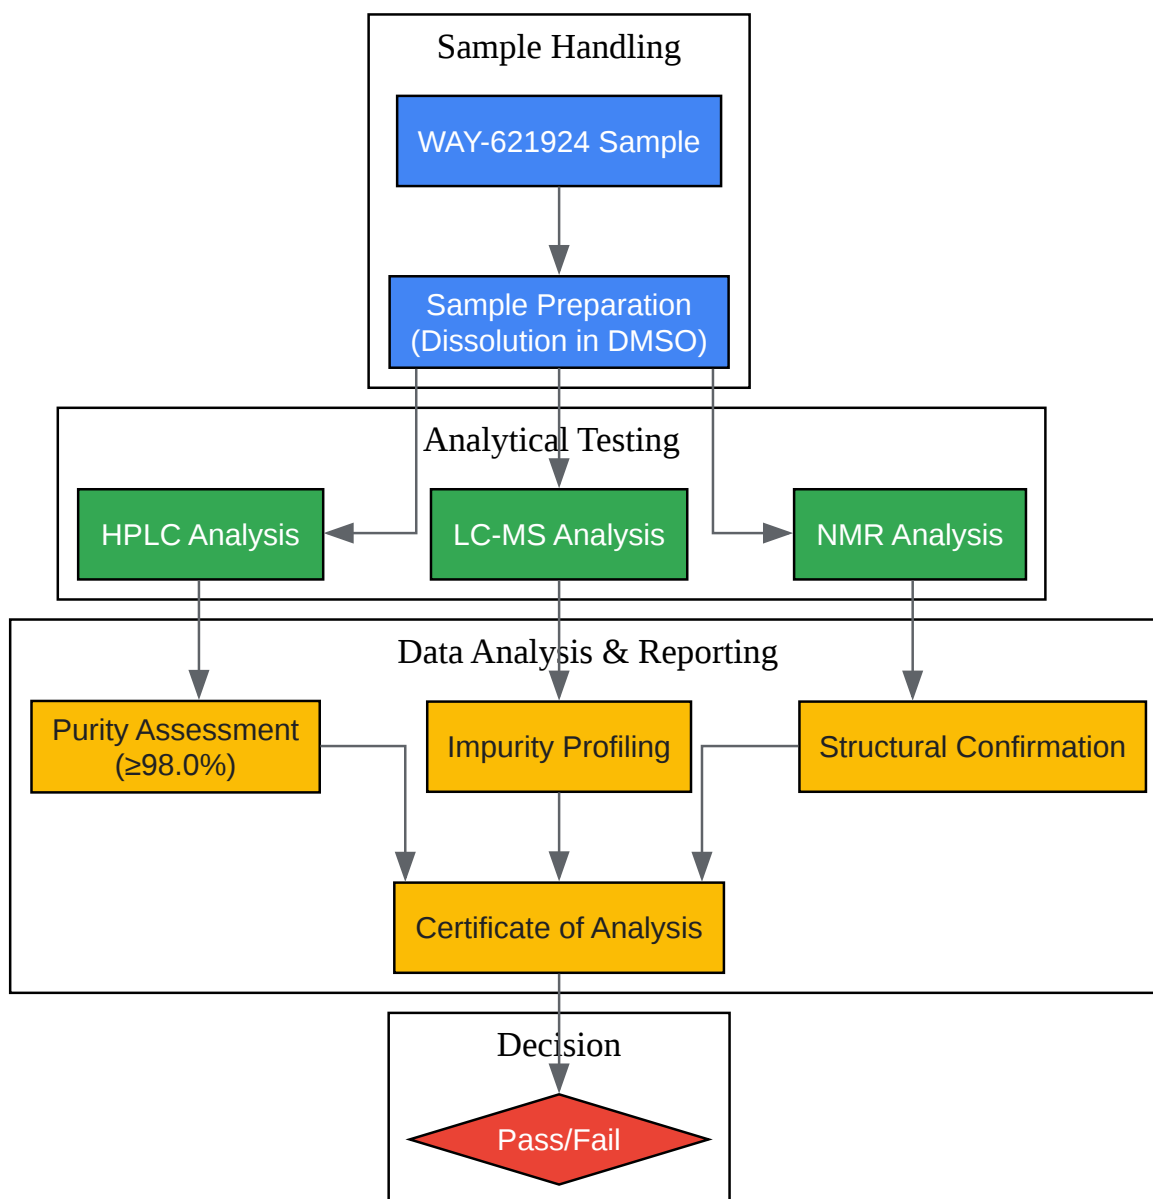 Sample Handling
WAY-621924 Sample
Sample Preparation
(Dissolution in DMSO)
Analytical Testing
HPLC Analysis
LC-MS Analysis
NMR Analysis
Data Analysis & Reporting
Purity Assessment
(≥98.0%)
Impurity Profiling
Structural Confirmation
Certificate of Analysis
Decision
Pass/Fail